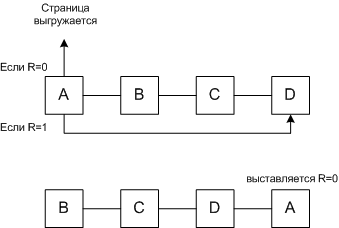 Страница
выгружается
Если R=0
A B C D
Если R=1
выставляется R=0
B C D A